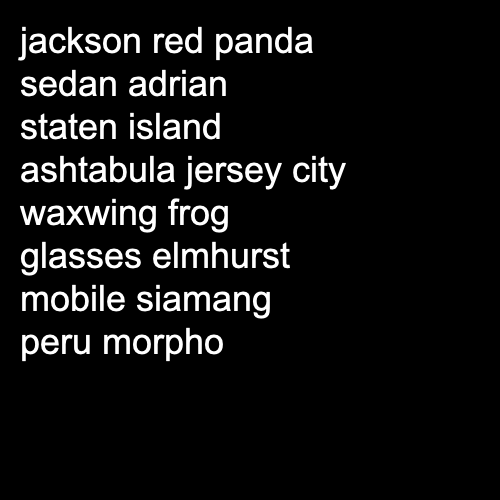 jackson red panda
sedan adrian
staten island
ashtabula jersey city
waxwing frog
glasses elmhurst
mobile siamang
peru morpho